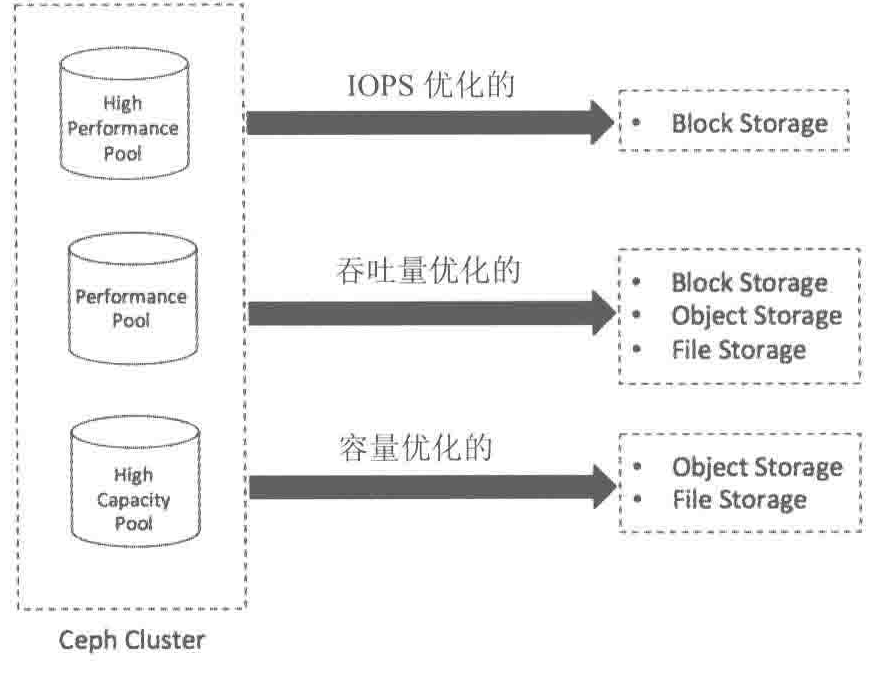 High
Performance
Pool
IOPS 优化的
• Block Storage
Performance
Pool
吞吐量优化的
• Block Storage
• Object Storage
• File Storage
High
Capacity
Pool
容量优化的
• Object Storage
• File Storage
Ceph Cluster